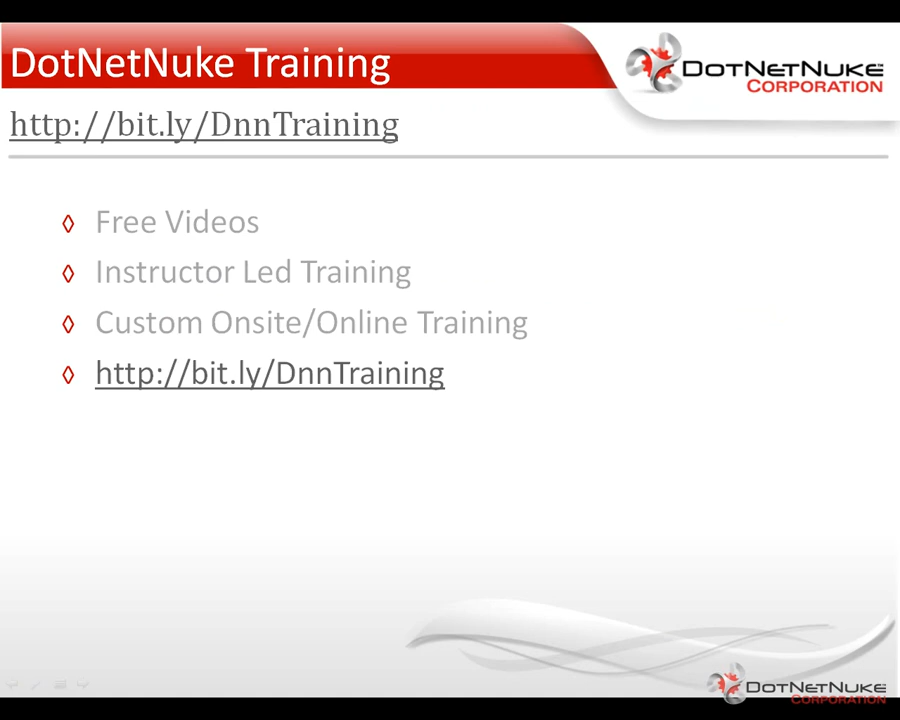 DotNetNuke Training
DotNetNuke
Corporation
http://bit.ly/DnnTraining
Free Videos
Instructor Led Training
Custom Onsite/Online Training
http://bit.ly/DnnTraining
DotNetNuke
Corporation